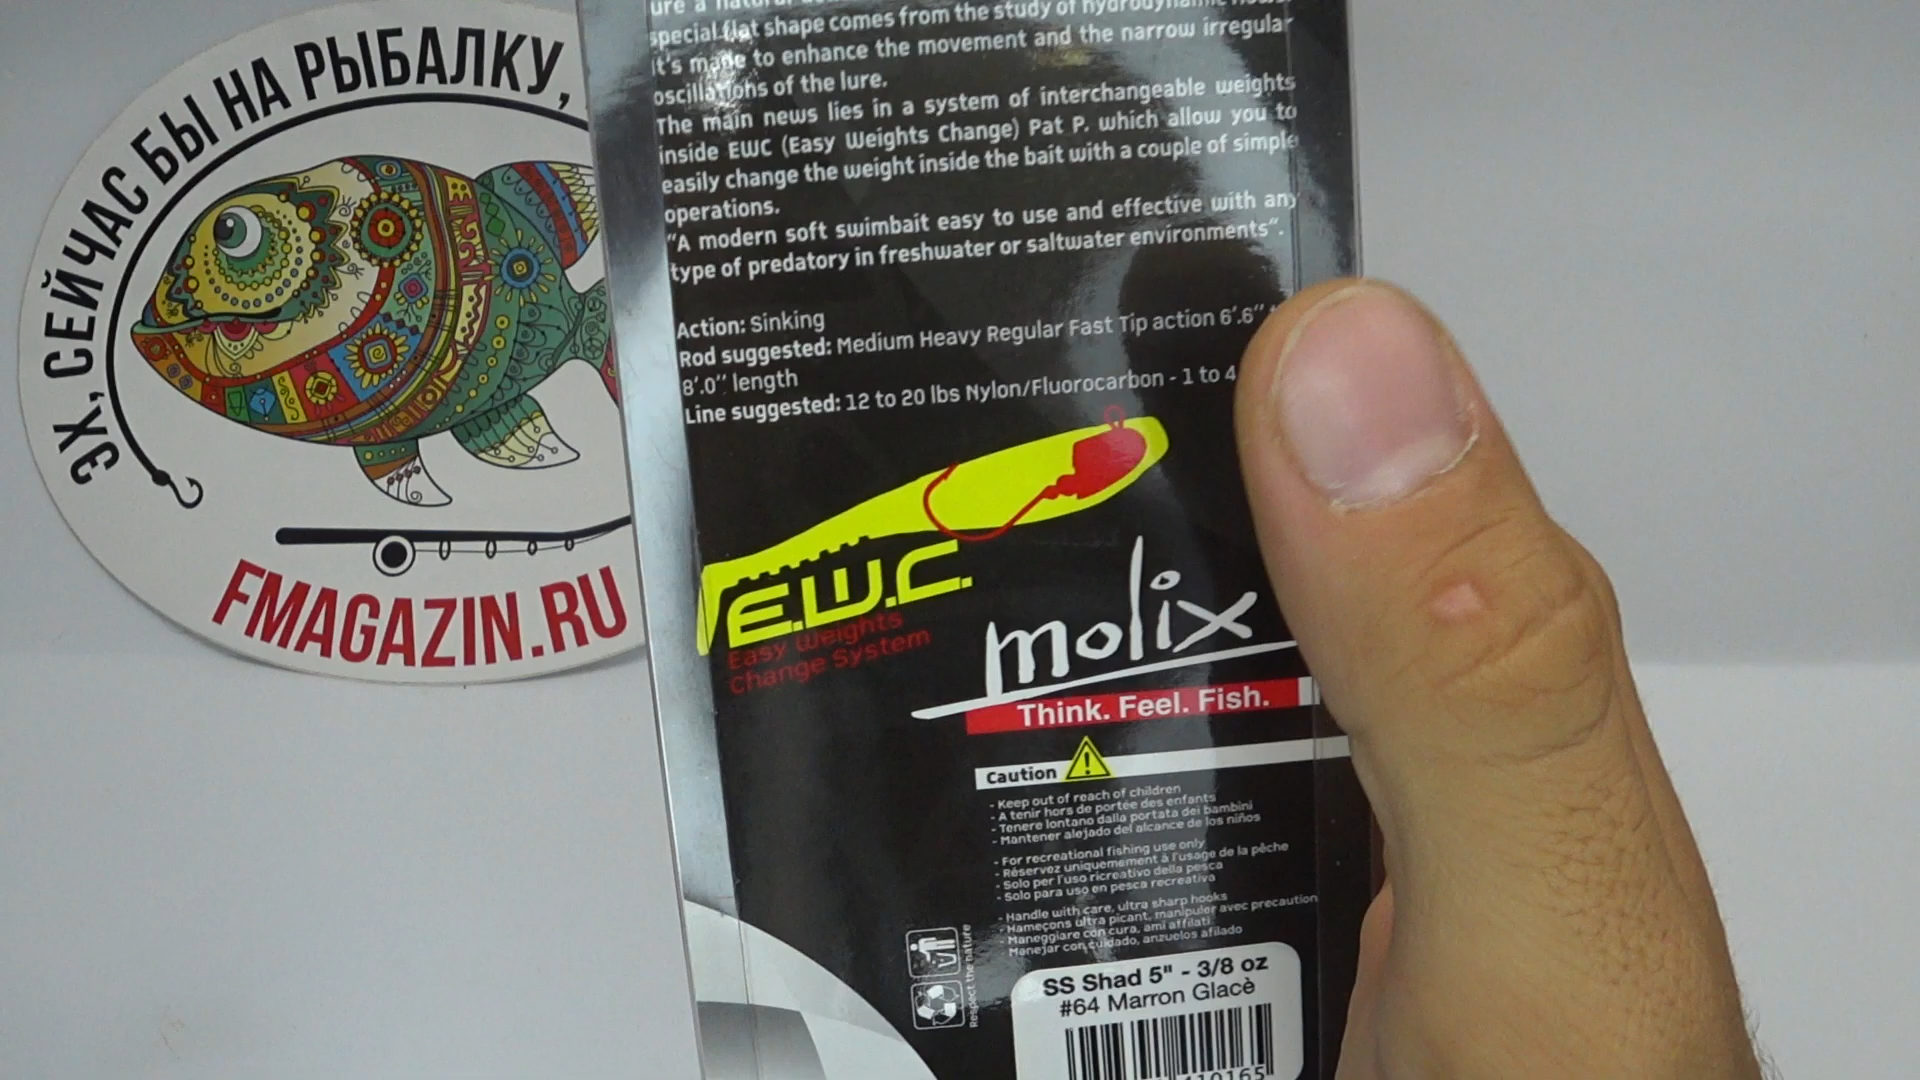 ЭХ, СЕЙЧАС БЫ НА РЫБАЛКУ,
FMAGAZIN.RU
ure a
special flat shape comes from the study of
It's made to enhance the movement and the narrow irregular
oscillations of the lure.
The main news lies in a system of interchangeable weights
inside EWC (Easy Weights Change) Pat P. which allow you to
easily change the weight inside the bait with a couple of simple
operations.
"A modern soft swimbait easy to use and effective with any
type of predatory in freshwater or saltwater environments".
Action: Sinking
Rod suggested: Medium Heavy Regular Fast Tip action 6'.6"
8'.0" length
Line suggested: 12 to 20 lbs Nylon/Fluorocarbon - 1 to 4
E.W.C.
Easy Weights
Change System
molix
Think. Feel. Fish.
Caution
- Keep out of reach of children
- A tenir hors de portée des enfants
- Tenere lontano dalla portata dei bambini
- Mantener alejado del alcance de los niños
- For recreational fishing use only
- Réservez uniquemement à l'usage de la pêche
- Solo per l'uso ricreativo della pesca
- Solo para uso en pesca recreativa
- Handle with care, ultra sharp hooks
- Hameçons ultra picant, manipuler avec precaution
- Maneggiare con cura, ami affilati
- Manejar con cuidado, anzuelos afilado
Respect the nature
SS Shad 5" - 3/8 oz
#64 Marron Glacè
410165